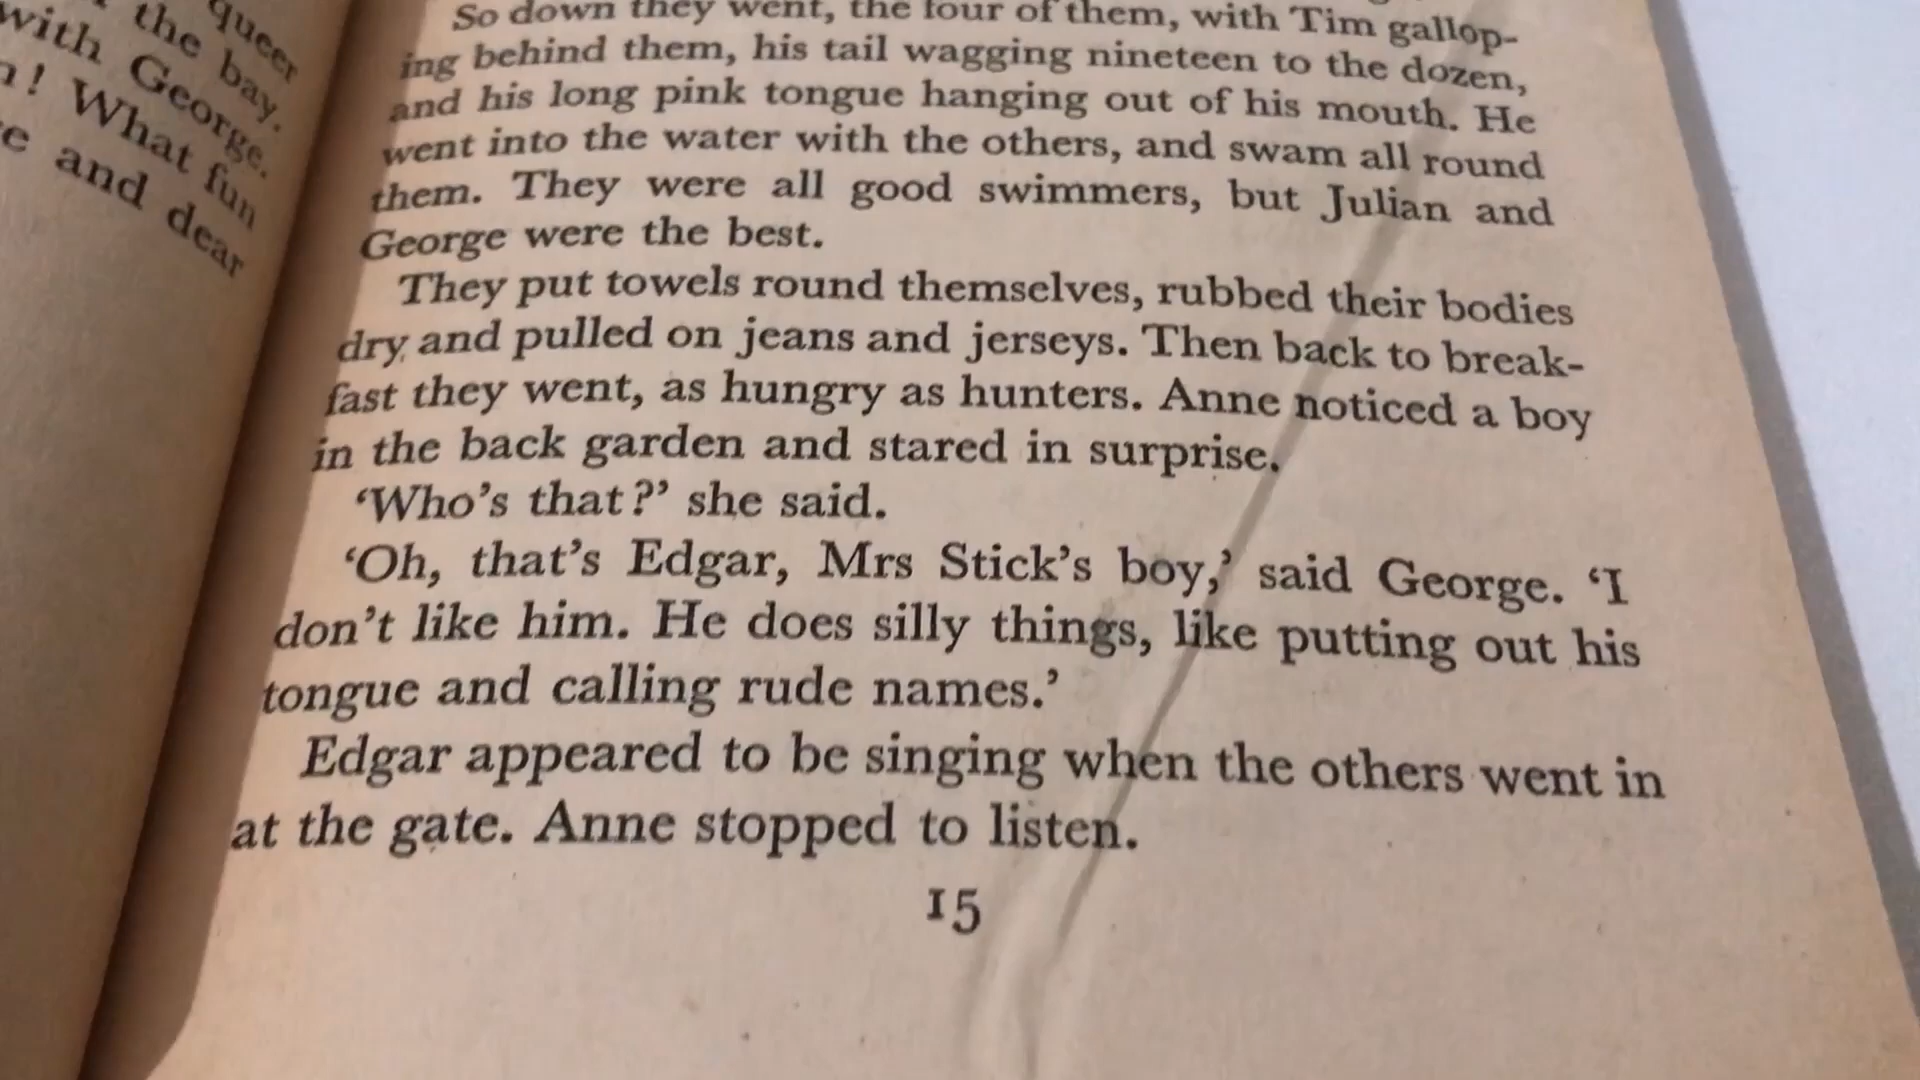 queer
the bay.
with George.
! What fun
e and dear
So down they went, the four of them, with Tim gallop-
ing behind them, his tail wagging nineteen to the dozen,
and his long pink tongue hanging out of his mouth. He
went into the water with the others, and swam all round
them. They were all good swimmers, but Julian and
George were the best.
They put towels round themselves, rubbed their bodies
dry and pulled on jeans and jerseys. Then back to break-
fast they went, as hungry as hunters. Anne noticed a boy
in the back garden and stared in surprise.
‘Who’s that?’ she said.
‘Oh, that’s Edgar, Mrs Stick’s boy,’ said George. ‘I
don’t like him. He does silly things, like putting out his
tongue and calling rude names.’
Edgar appeared to be singing when the others went in
at the gate. Anne stopped to listen.
15